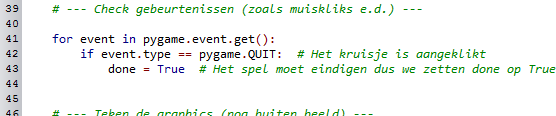 39 # --- Check gebeurtenissen (zoals muiskliks e.d.) ---
40
41 for event in pygame.event.get():
42 if event.type == pygame.QUIT: # Het kruisje is aangeklikt
43 done = True # Het spel moet eindigen dus we zetten done op True
44
45
46 # --- Teken de graphics (nog buiten beeld) ---